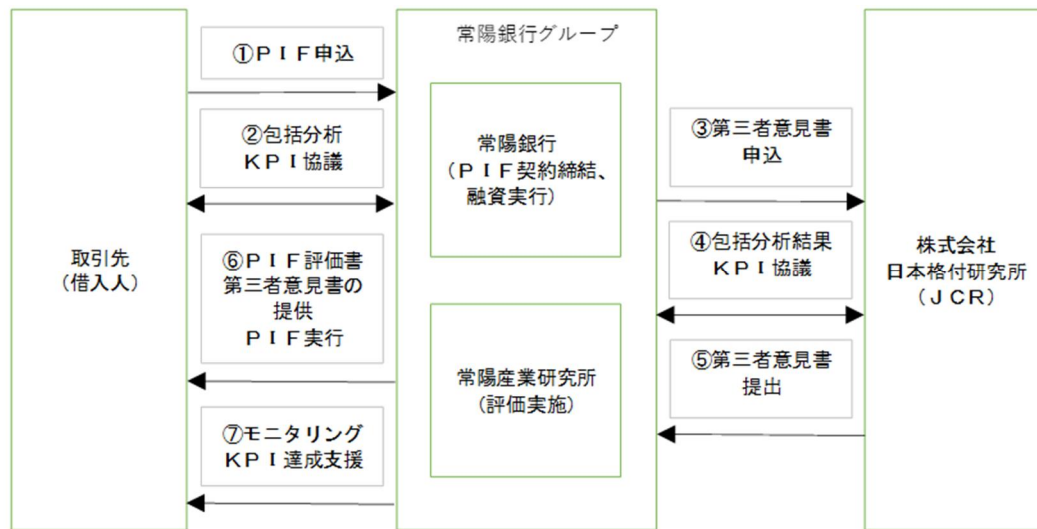 常陽銀行グループ
①ＰＩＦ申込
②包括分析
ＫＰＩ協議
常陽銀行
（ＰＩＦ契約締結、
融資実行）
③第三者意見書
申込
取引先
（借入人）
⑥ＰＩＦ評価書
第三者意見書の
提供
ＰＩＦ実行
④包括分析結果
ＫＰＩ協議
株式会社
日本格付研究所
（ＪＣＲ）
常陽産業研究所
（評価実施）
⑤第三者意見書
提出
⑦モニタリング
ＫＰＩ達成支援